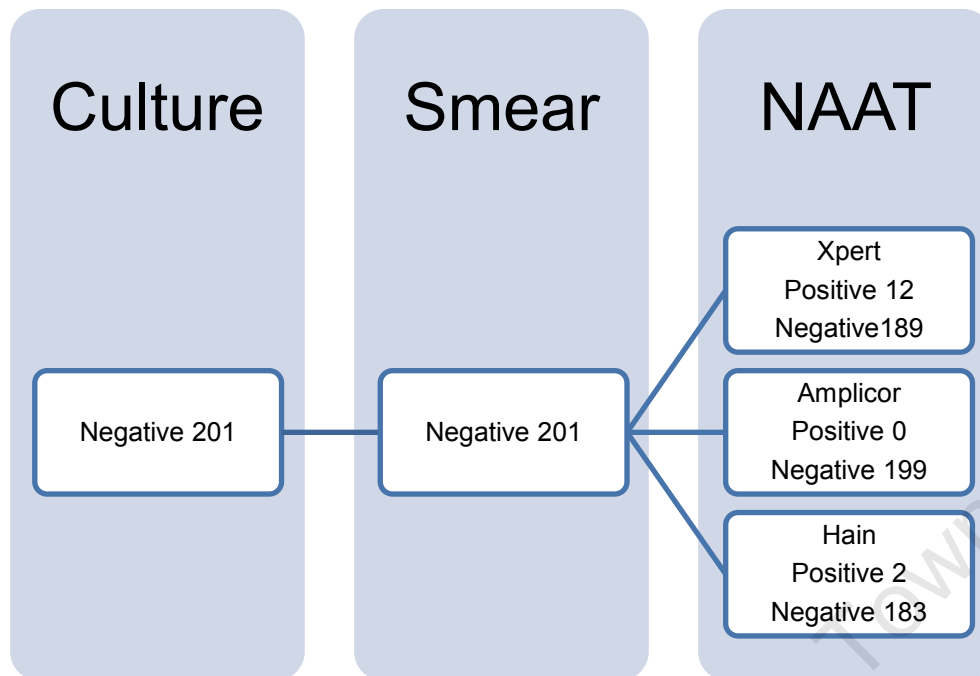 Culture
Smear
NAAT
Negative 201
Negative 201
Xpert
Positive 12
Negative189
Amplicor
Positive 0
Negative 199
Hain
Positive 2
Negative 183